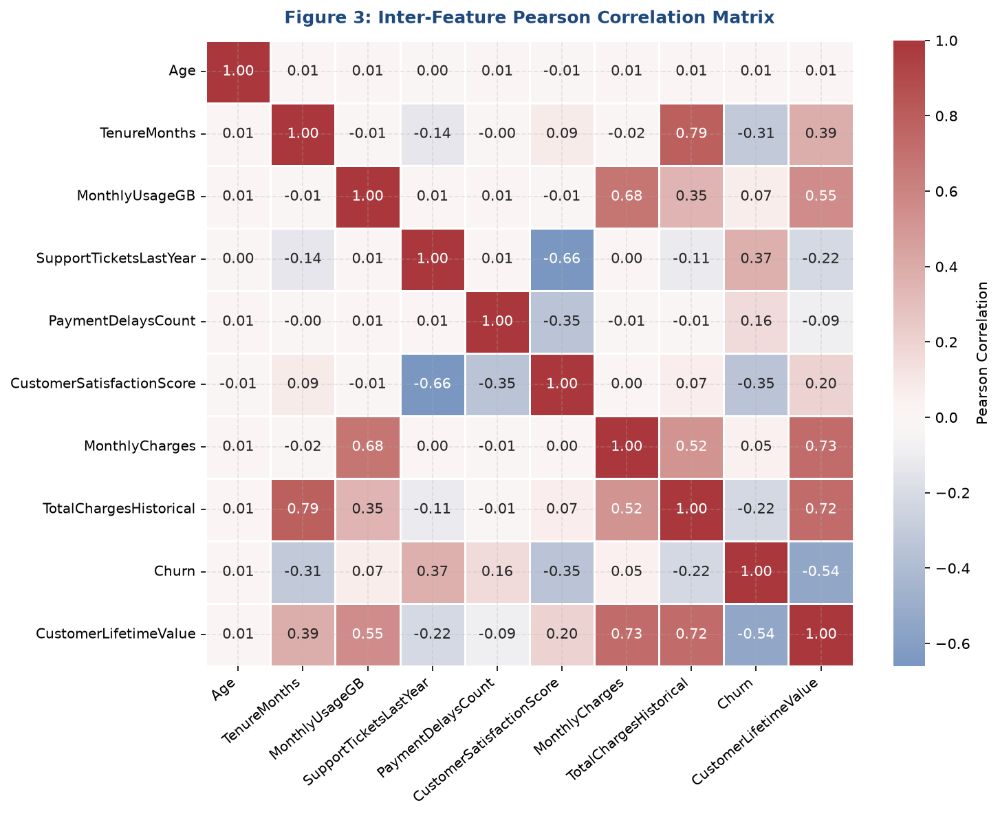 Figure 3: Inter-Feature Pearson Correlation Matrix
Age 1.00 0.01 0.01 0.00 0.01 -0.01 0.01 0.01 0.01 0.01
TenureMonths 0.01 1.00 -0.01 -0.14 -0.00 0.09 -0.02 0.79 -0.31 0.39
MonthlyUsageGB 0.01 -0.01 1.00 0.01 0.01 -0.01 0.68 0.35 0.07 0.55
SupportTicketsLastYear 0.00 -0.14 0.01 1.00 0.01 -0.66 0.00 -0.11 0.37 -0.22
PaymentDelaysCount 0.01 -0.00 0.01 0.01 1.00 -0.35 -0.01 -0.01 0.16 -0.09
CustomerSatisfactionScore -0.01 0.09 -0.01 -0.66 -0.35 1.00 0.00 0.07 -0.35 0.20
MonthlyCharges 0.01 -0.02 0.68 0.00 -0.01 0.00 1.00 0.52 0.05 0.73
TotalChargesHistorical 0.01 0.79 0.35 -0.11 -0.01 0.07 0.52 1.00 -0.22 0.72
Churn 0.01 -0.31 0.07 0.37 0.16 -0.35 0.05 -0.22 1.00 -0.54
CustomerLifetimeValue 0.01 0.39 0.55 -0.22 -0.09 0.20 0.73 0.72 -0.54 1.00
Age
TenureMonths
MonthlyUsageGB
SupportTicketsLastYear
PaymentDelaysCount
CustomerSatisfactionScore
MonthlyCharges
TotalChargesHistorical
Churn
CustomerLifetimeValue
1.0
0.8
0.6
0.4
0.2
0.0
−0.2
−0.4
−0.6
Pearson Correlation